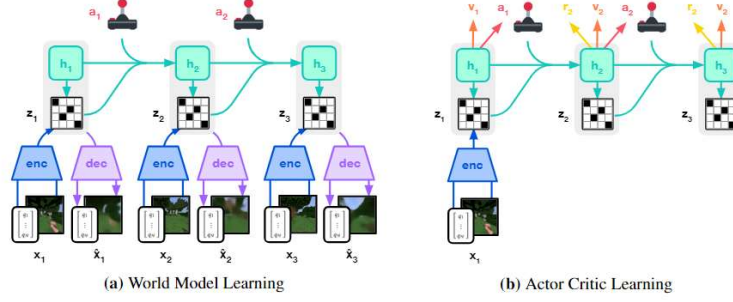 a₁ a₂
h₁ h₂ h₃
z₁ z₂ z₃
enc dec enc dec enc dec
x₁ x̂₁ x₂ x̂₂ x₃ x̂₃
(a) World Model Learning
v₁ a₁ r₂ v₂ a₂ r₃ v₃
h₁ h₂ h₃
z₁ z₂ z₃
enc
x₁
(b) Actor Critic Learning